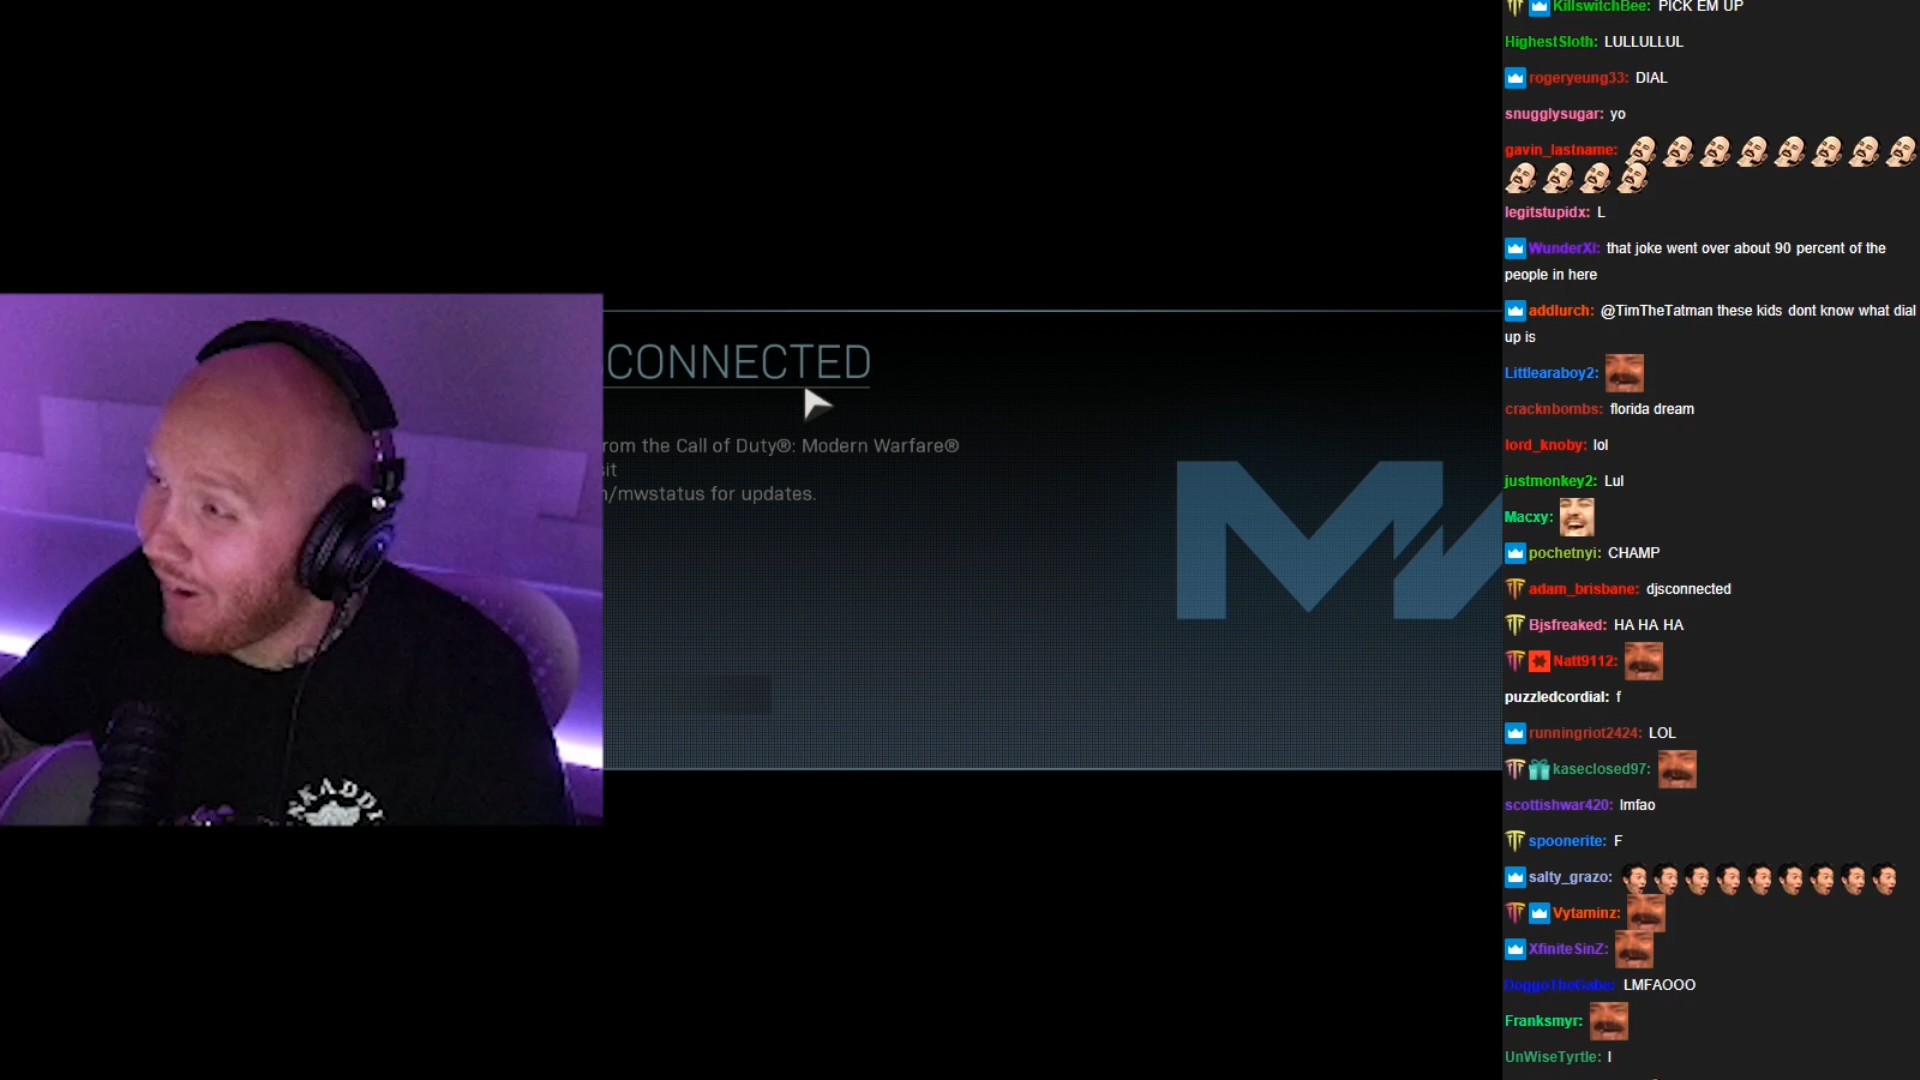 CONNECTED
rom the Call of Duty®: Modern Warfare®
sit
n/mwstatus for updates.
KillswitchBee: PICK EM UP
HighestSloth: LULLULLUL
rogeryeung33: DIAL
snugglysugar: yo
gavin_lastname:
legitstupidx: L
WunderXI: that joke went over about 90 percent of the
people in here
addlurch: @TimTheTatman these kids dont know what dial
up is
Littlearaboy2:
cracknbombs: florida dream
lord_knoby: lol
justmonkey2: Lul
Macxy:
pochetnyi: CHAMP
adam_brisbane: djsconnected
Bjsfreaked: HA HA HA
Natt9112:
puzzledcordial: f
runningriot2424: LOL
kaseclosed97:
scottishwar420: lmfao
spoonerite: F
salty_grazo:
Vytaminz:
XfiniteSinZ:
DoggoTheGabe: LMFAOOO
Franksmyr:
UnWiseTyrtle: I